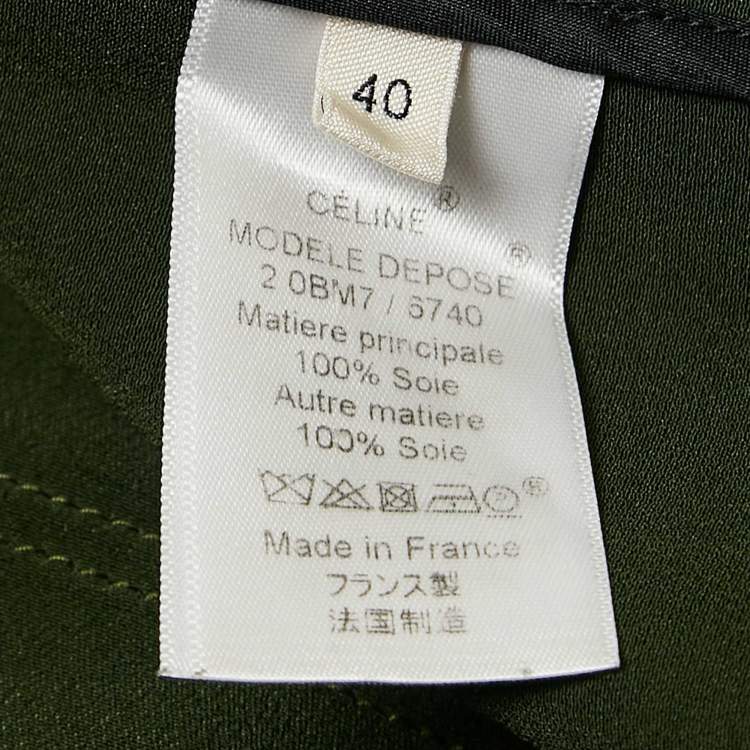 40
CÉLINE®
MODELE DEPOSE®
2 0BM7 / 6740
Matiere principale
100% Soie
Autre matiere
100% Soie
®
Made in France
フランス製
法国制造